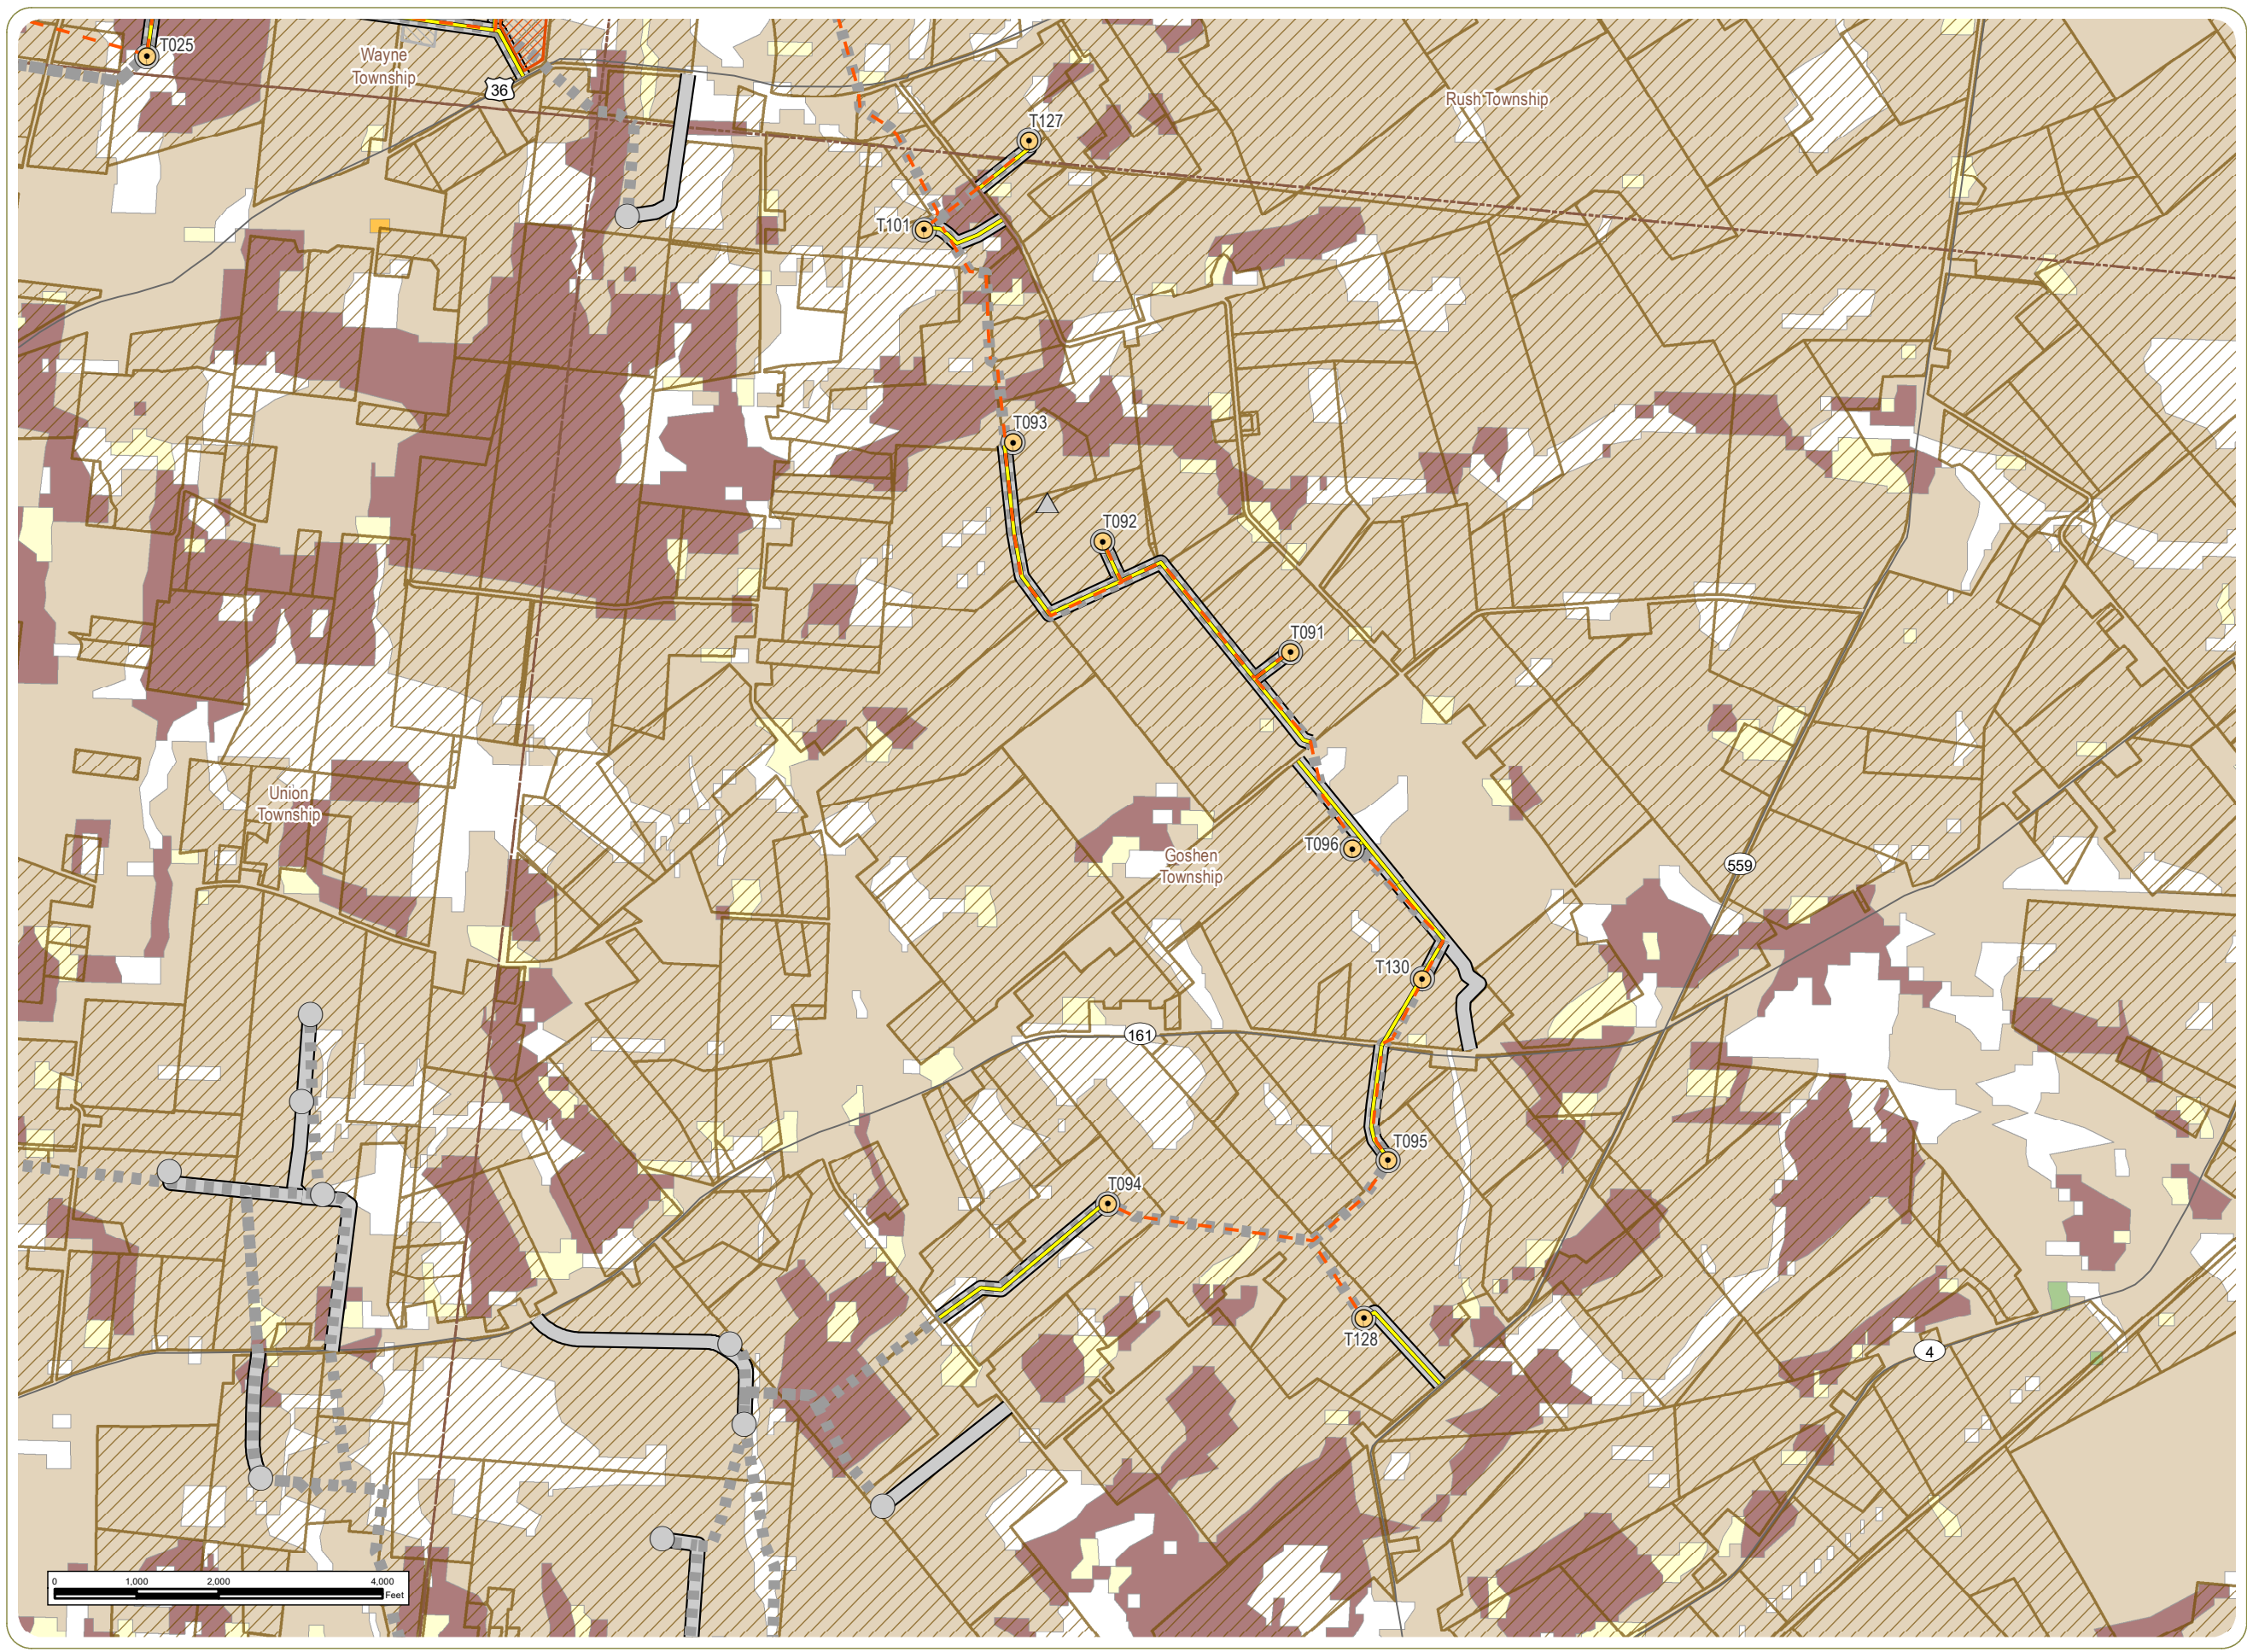 T025
Wayne
Township
36
Rush Township
T127
T101
T093
T092
T091
Union
Township
T096
Goshen
Township
559
T130
161
T095
T094
T128
4
0 1,000 2,000 4,000
Feet